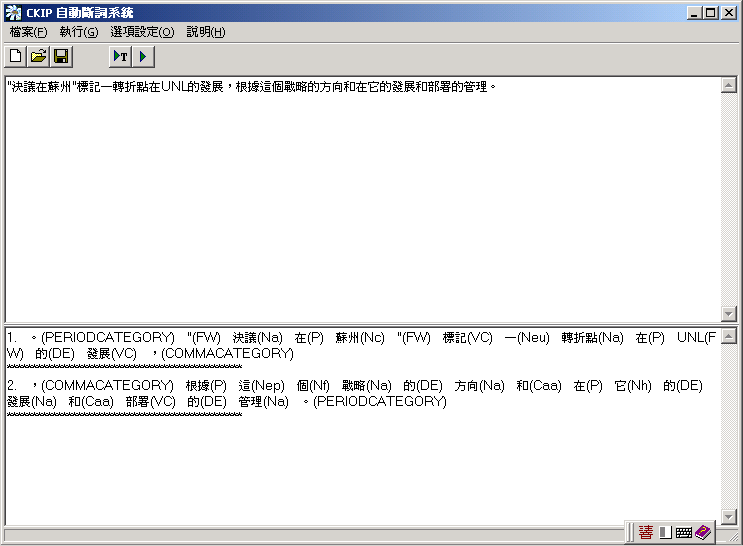 CKIP 自動斷詞系統
檔案(F) 執行(G) 選項設定(O) 說明(H)
T
"決議在蘇州"標記一轉折點在UNL的發展，根據這個戰略的方向和在它的發展和部署的管理。
1. 。(PERIODCATEGORY) "(FW) 決議(Na) 在(P) 蘇州(Nc) "(FW) 標記(VC) 一(Neu) 轉折點(Na) 在(P) UNL(F
W) 的(DE) 發展(VC) ，(COMMACATEGORY)
2. ，(COMMACATEGORY) 根據(P) 這(Nep) 個(Nf) 戰略(Na) 的(DE) 方向(Na) 和(Caa) 在(P) 它(Nh) 的(DE)
發展(Na) 和(Caa) 部署(VC) 的(DE) 管理(Na) 。(PERIODCATEGORY)